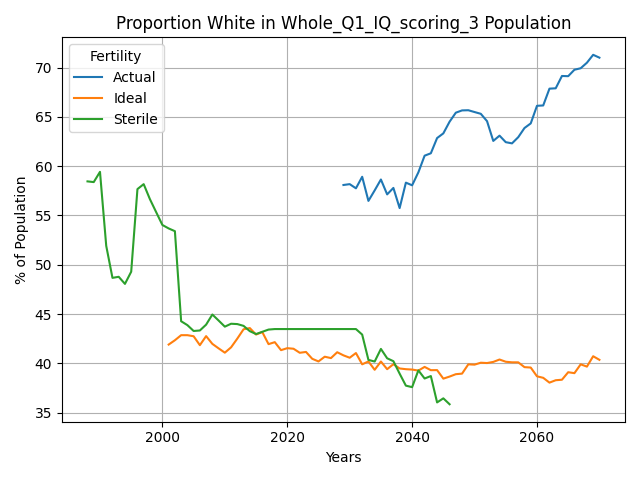 Proportion White in Whole_Q1_IQ_scoring_3 Population
Fertility
Actual
Ideal
Sterile
% of Population
70
65
60
55
50
45
40
35
2000
2020
2040
2060
Years